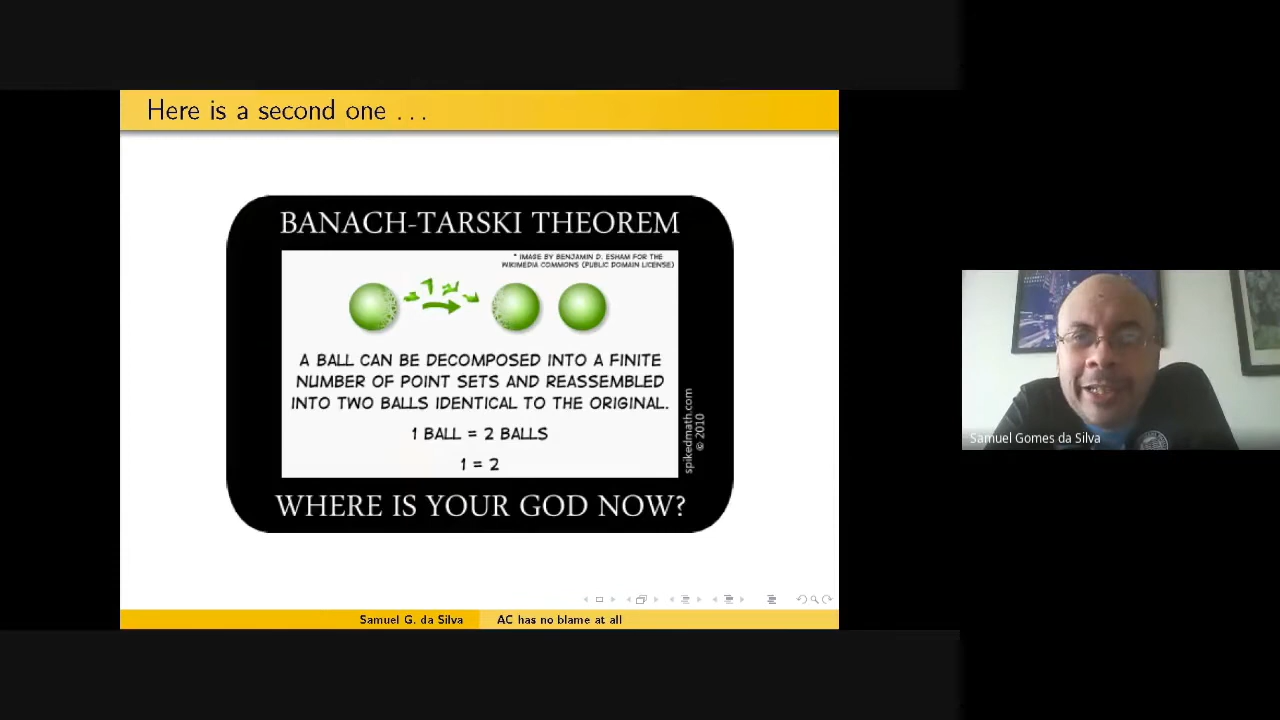 Here is a second one . . .
BANACH-TARSKI THEOREM
* IMAGE BY BENJAMIN D. ESHAM FOR THE
WIKIMEDIA COMMONS (PUBLIC DOMAIN LICENSE)
A BALL CAN BE DECOMPOSED INTO A FINITE
NUMBER OF POINT SETS AND REASSEMBLED
INTO TWO BALLS IDENTICAL TO THE ORIGINAL.
1 BALL = 2 BALLS
1 = 2
spikedmath.com
© 2010
WHERE IS YOUR GOD NOW?
Samuel G. da Silva
AC has no blame at all
Samuel Gomes da Silva